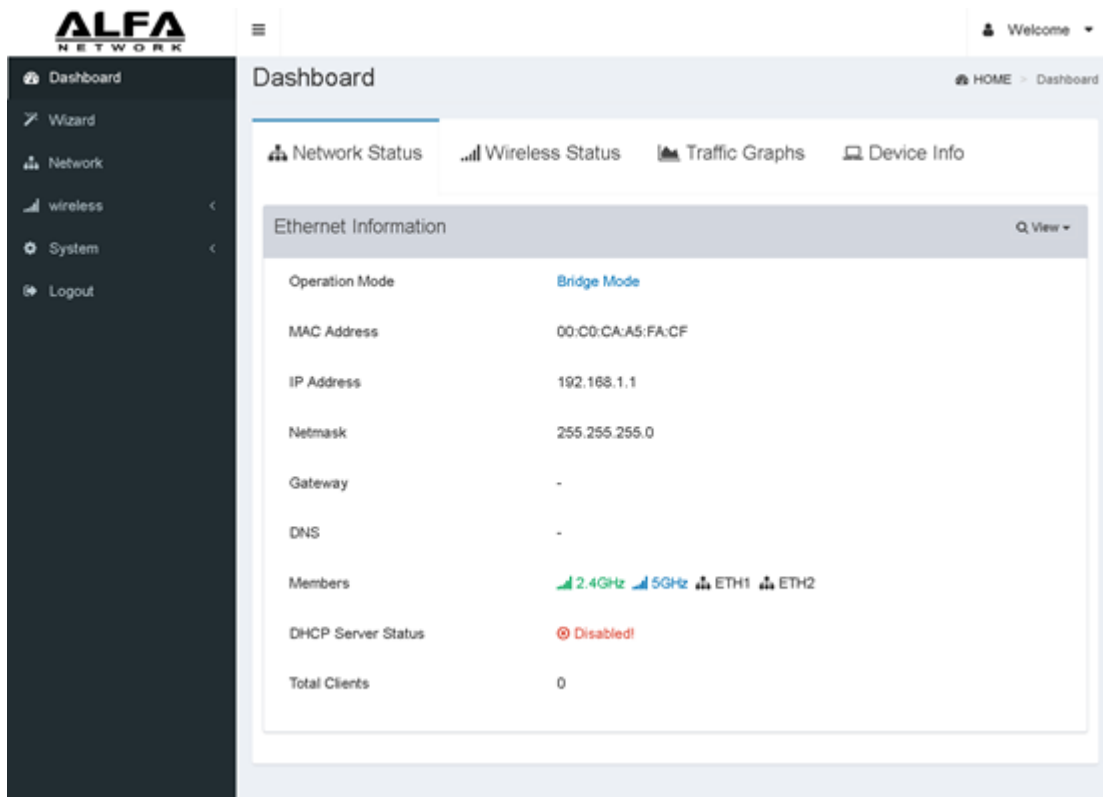 ALFA
NETWORK
Welcome
Dashboard
Wizard
Network
wireless
System
Logout
Dashboard
HOME > Dashboard
Network Status Wireless Status Traffic Graphs Device Info
Ethernet Information View
Operation Mode Bridge Mode
MAC Address 00:C0:CA:A5:FA:CF
IP Address 192.168.1.1
Netmask 255.255.255.0
Gateway -
DNS -
Members 2.4GHz 5GHz ETH1 ETH2
DHCP Server Status Disabled!
Total Clients 0